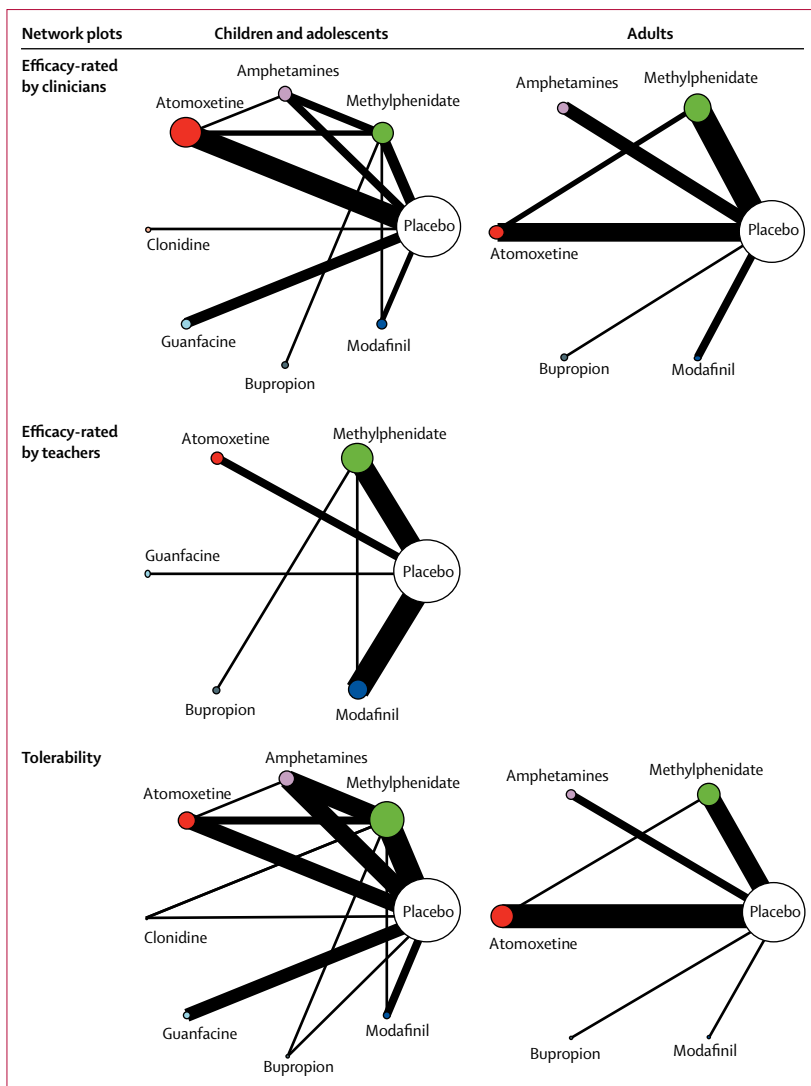 Network plots
Children and adolescents
Adults
Efficacy-rated
by clinicians
Amphetamines
Atomoxetine
Methylphenidate
Placebo
Clonidine
Guanfacine
Modafinil
Bupropion
Methylphenidate
Amphetamines
Placebo
Atomoxetine
Bupropion
Modafinil
Efficacy-rated
by teachers
Atomoxetine
Methylphenidate
Guanfacine
Placebo
Bupropion
Modafinil
Tolerability
Amphetamines
Methylphenidate
Atomoxetine
Placebo
Clonidine
Guanfacine
Modafinil
Bupropion
Methylphenidate
Amphetamines
Placebo
Atomoxetine
Bupropion
Modafinil